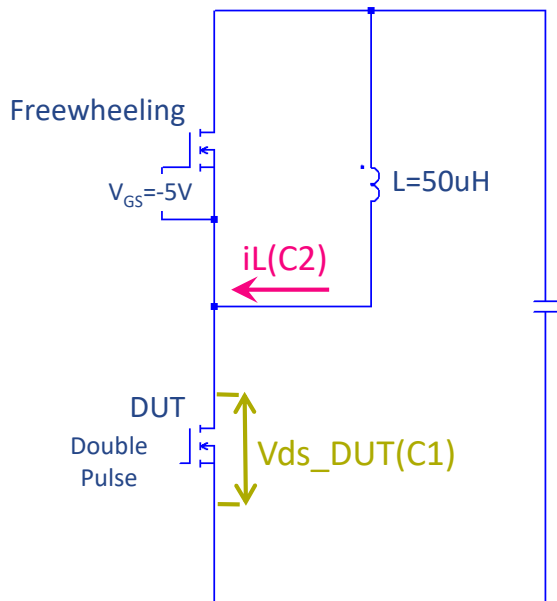 Freewheeling
V_GS=-5V
L=50uH
iL(C2)
DUT
Double
Pulse
Vds_DUT(C1)